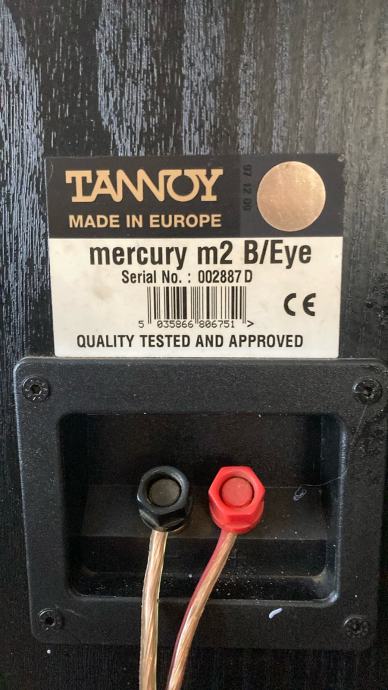 TANNOY
97 12 09
MADE IN EUROPE
mercury m2 B/Eye
Serial No. : 002887 D
CE
5 035866 806751 >
QUALITY TESTED AND APPROVED